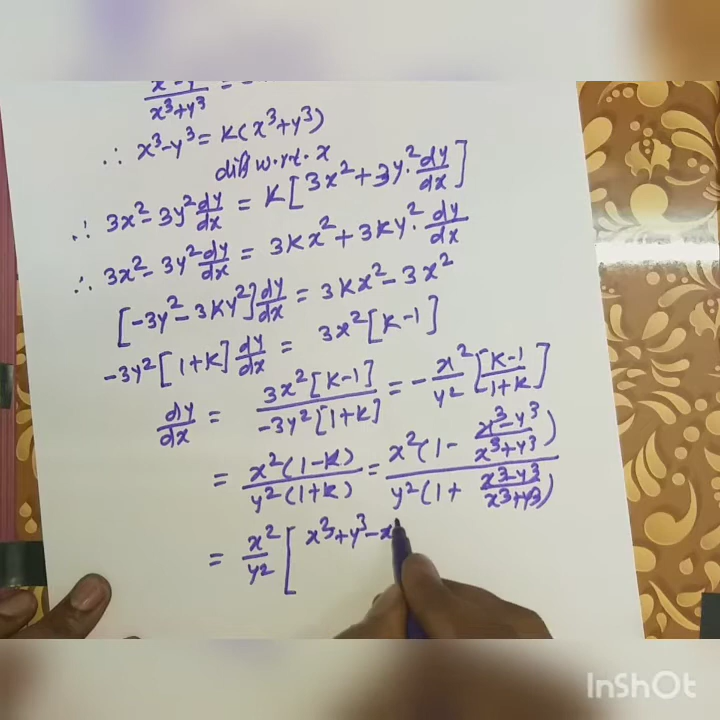 x³+y³
∴ x³-y³ = K(x³+y³)
diff w.r.t. x
∴ 3x²-3y² dy/dx = K[3x²+3y².dy/dx]
∴ 3x²-3y² dy/dx = 3Kx²+3Ky².dy/dx
[-3y²-3Ky²] dy/dx = 3Kx²-3x²
-3y²[1+K] dy/dx = 3x²[K-1]
dy/dx = 3x²[K-1]/-3y²[1+K] = -x²/y² [K-1/1+K]
= x²(1-K)/y²(1+K) = x²(1- x³-y³/x³+y³)/y²(1+ x³-y³/x³+y³)
= x²/y² [x³+y³-x
InShOt